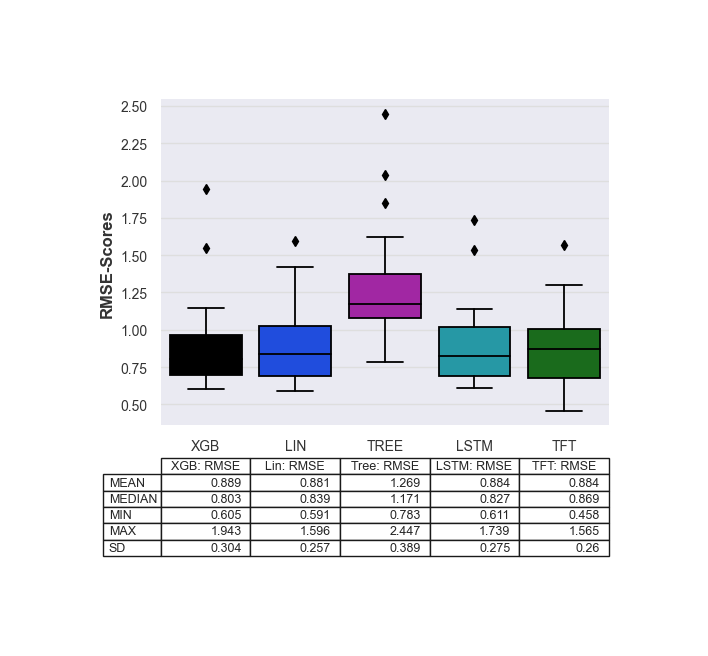 2.50
2.25
2.00
1.75
1.50
1.25
1.00
0.75
0.50
RMSE-Scores
XGB LIN TREE LSTM TFT
XGB: RMSE Lin: RMSE Tree: RMSE LSTM: RMSE TFT: RMSE
MEAN 0.889 0.881 1.269 0.884 0.884
MEDIAN 0.803 0.839 1.171 0.827 0.869
MIN 0.605 0.591 0.783 0.611 0.458
MAX 1.943 1.596 2.447 1.739 1.565
SD 0.304 0.257 0.389 0.275 0.26